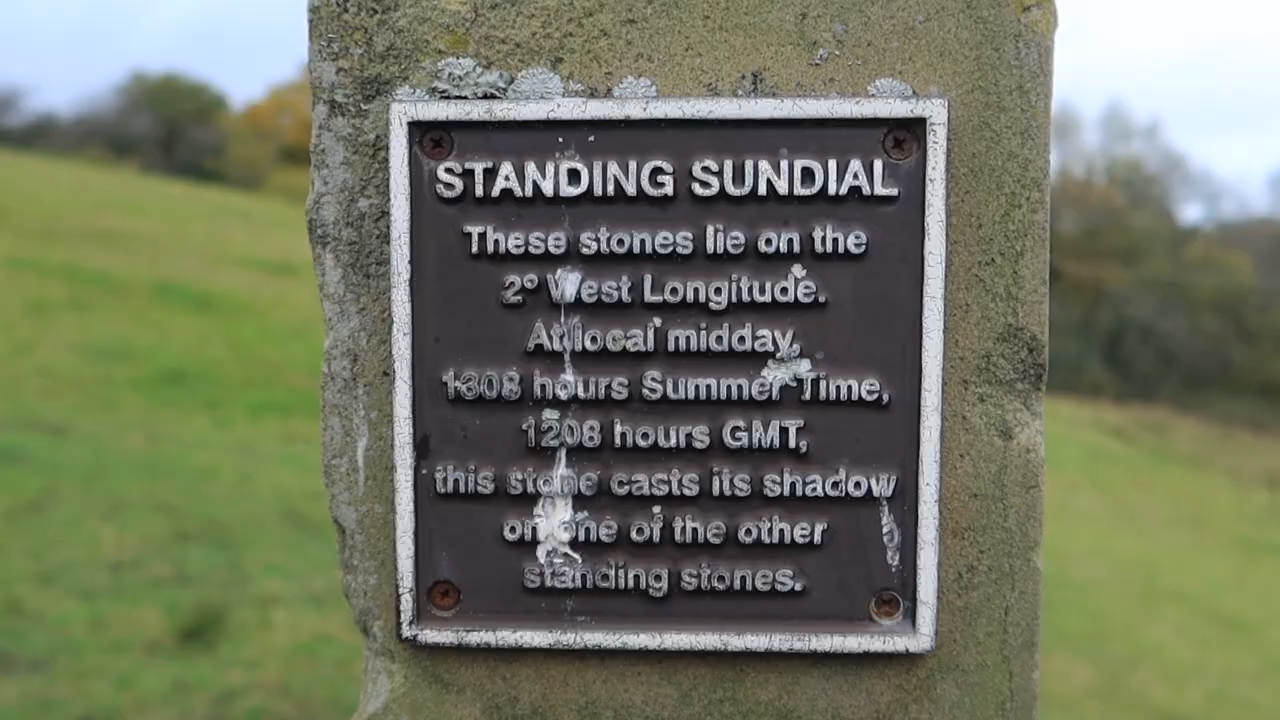 STANDING SUNDIAL
These stones lie on the
2° West Longitude.
At local midday,
1308 hours Summer Time,
1208 hours GMT,
this stone casts its shadow
on one of the other
standing stones.